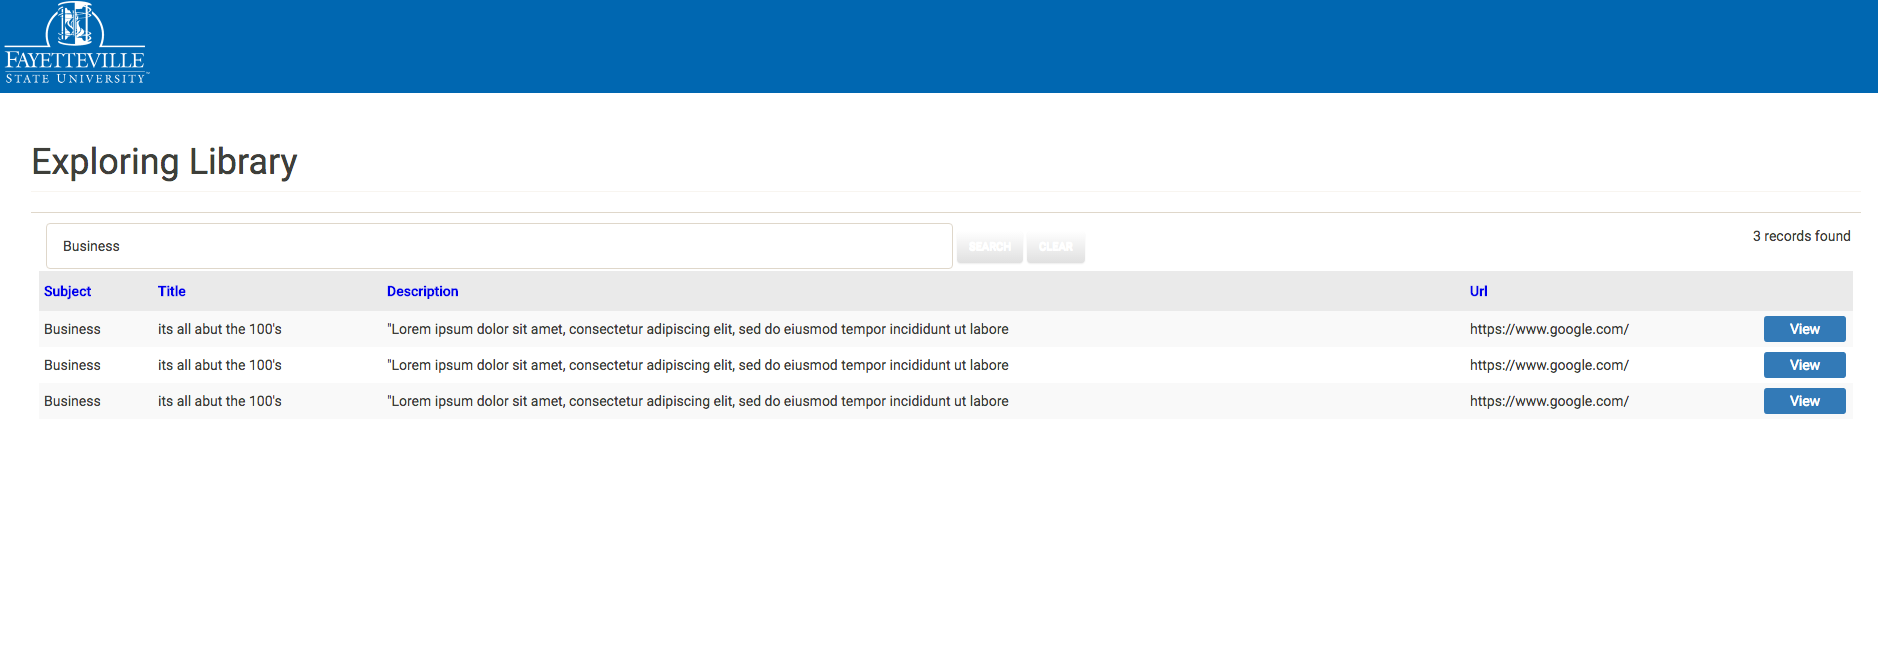 FAYETTEVILLE
STATE UNIVERSITY
Exploring Library
Business SEARCH CLEAR 3 records found
Subject Title Description Url
Business its all abut the 100's "Lorem ipsum dolor sit amet, consectetur adipiscing elit, sed do eiusmod tempor incididunt ut labore https://www.google.com/ View
Business its all abut the 100's "Lorem ipsum dolor sit amet, consectetur adipiscing elit, sed do eiusmod tempor incididunt ut labore https://www.google.com/ View
Business its all abut the 100's "Lorem ipsum dolor sit amet, consectetur adipiscing elit, sed do eiusmod tempor incididunt ut labore https://www.google.com/ View